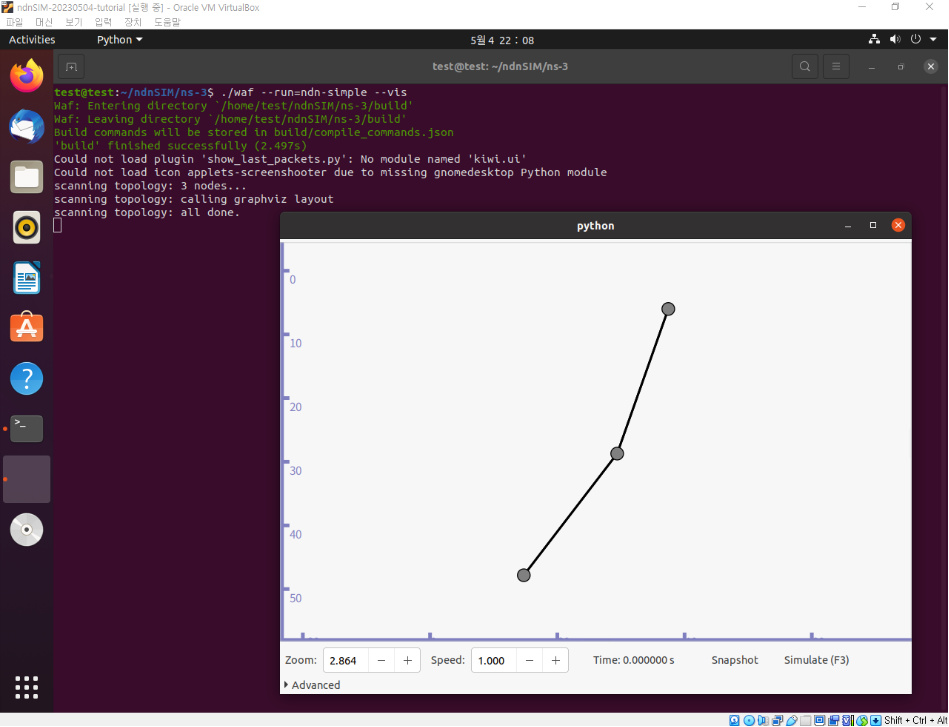 ndnSIM-20230504-tutorial [실행 중] - Oracle VM VirtualBox
파일 머신 보기 입력 장치 도움말
Activities Python 5월 4 22 : 08
test@test: ~/ndnSIM/ns-3
test@test:~/ndnSIM/ns-3$ ./waf --run=ndn-simple --vis
Waf: Entering directory `/home/test/ndnSIM/ns-3/build'
Waf: Leaving directory `/home/test/ndnSIM/ns-3/build'
Build commands will be stored in build/compile_commands.json
'build' finished successfully (2.497s)
Could not load plugin 'show_last_packets.py': No module named 'kiwi.ui'
Could not load icon applets-screenshooter due to missing gnomedesktop Python module
scanning topology: 3 nodes...
scanning topology: calling graphviz layout
scanning topology: all done.
python
0
10
20
30
40
50
Zoom: 2.864 − + Speed: 1.000 − + Time: 0.000000 s Snapshot Simulate (F3)
Advanced
Shift + Ctrl + Alt